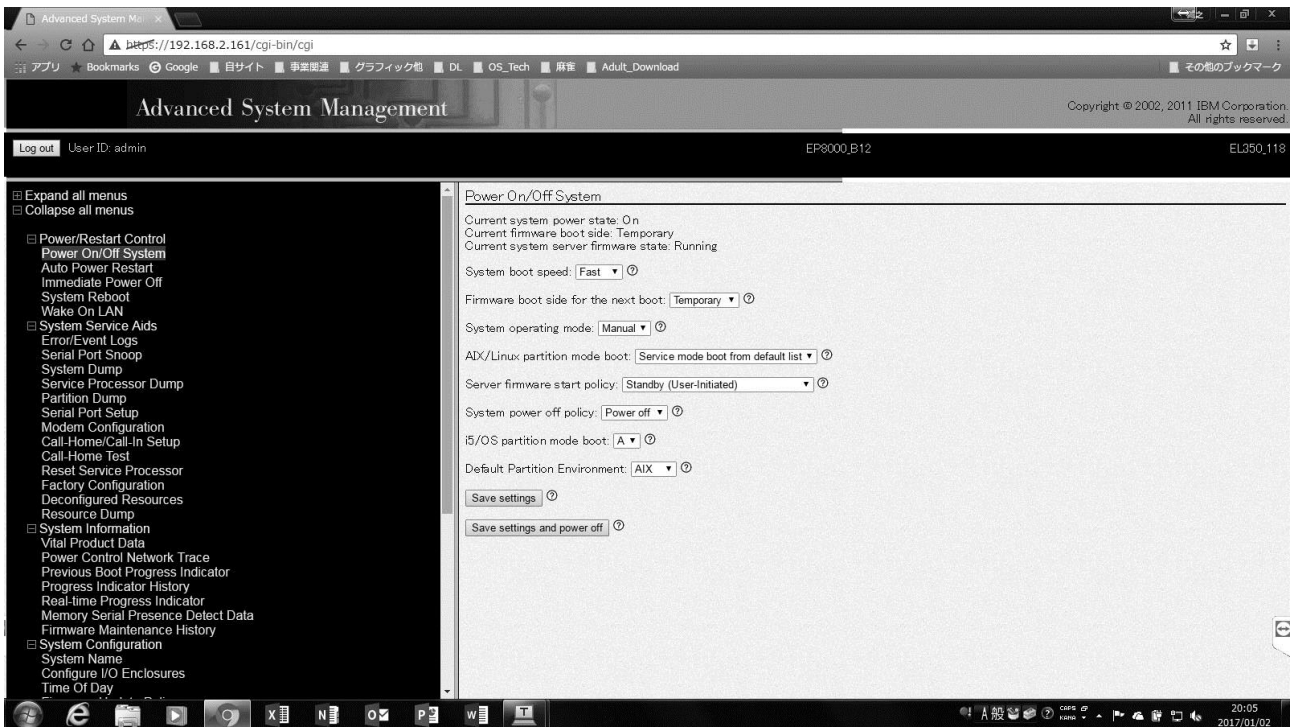 Advanced System Ma
https://192.168.2.161/cgi-bin/cgi
アプリ Bookmarks Google 自サイト 事業関連 グラフィック他 DL OS_Tech 麻雀 Adult_Download その他のブックマーク
Advanced System Management
Copyright © 2002, 2011 IBM Corporation.
All rights reserved.
Log out User ID: admin EP8000_B12 EL350_118
Expand all menus
Collapse all menus
Power/Restart Control
Power On/Off System
Auto Power Restart
Immediate Power Off
System Reboot
Wake On LAN
System Service Aids
Error/Event Logs
Serial Port Snoop
System Dump
Service Processor Dump
Partition Dump
Serial Port Setup
Modem Configuration
Call-Home/Call-In Setup
Call-Home Test
Reset Service Processor
Factory Configuration
Deconfigured Resources
Resource Dump
System Information
Vital Product Data
Power Control Network Trace
Previous Boot Progress Indicator
Progress Indicator History
Real-time Progress Indicator
Memory Serial Presence Detect Data
Firmware Maintenance History
System Configuration
System Name
Configure I/O Enclosures
Time Of Day
Power On/Off System
Current system power state: On
Current firmware boot side: Temporary
Current system server firmware state: Running
System boot speed: Fast
Firmware boot side for the next boot: Temporary
System operating mode: Manual
AIX/Linux partition mode boot: Service mode boot from default list
Server firmware start policy: Standby (User-Initiated)
System power off policy: Power off
i5/OS partition mode boot: A
Default Partition Environment: AIX
Save settings
Save settings and power off
A 般 CAPS KANA
20:05
2017/01/02